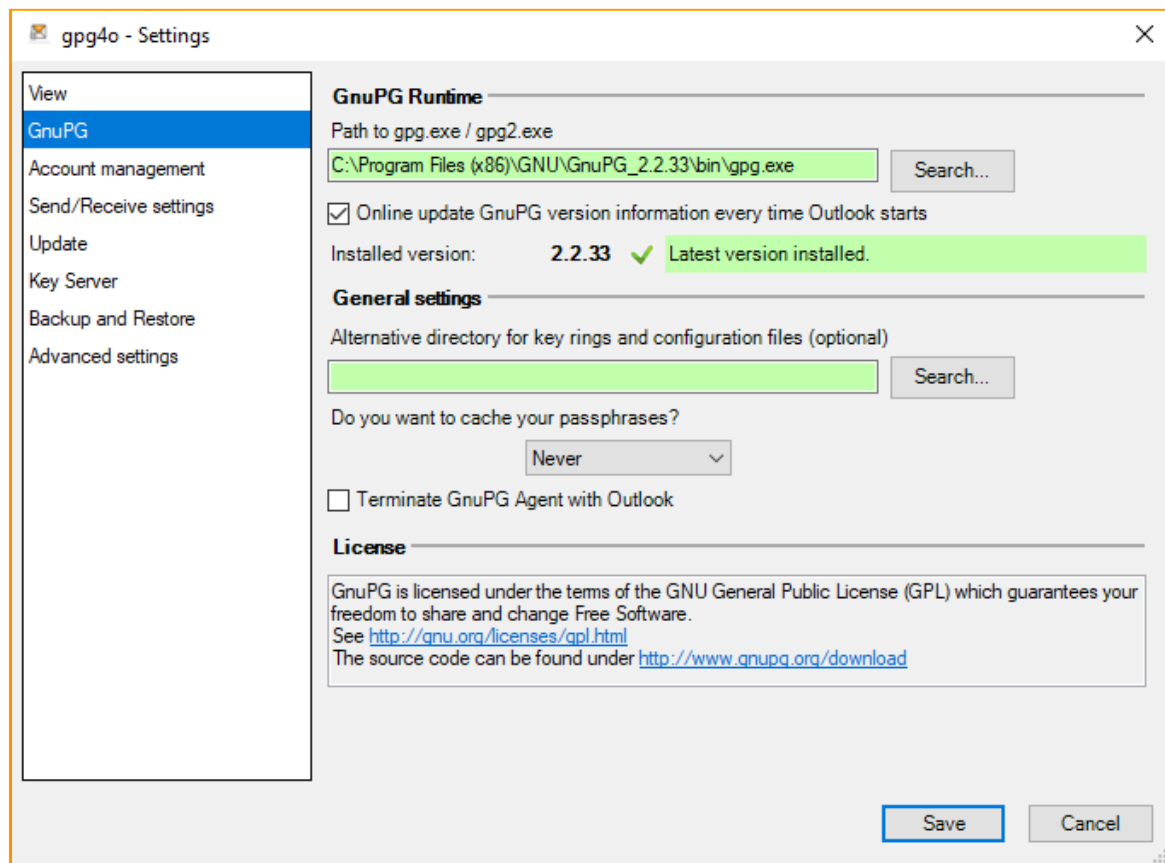 gpg4o - Settings
View
GnuPG
Account management
Send/Receive settings
Update
Key Server
Backup and Restore
Advanced settings
GnuPG Runtime
Path to gpg.exe / gpg2.exe
C:\Program Files (x86)\GNU\GnuPG_2.2.33\bin\gpg.exe
Search...
Online update GnuPG version information every time Outlook starts
Installed version: 2.2.33 Latest version installed.
General settings
Alternative directory for key rings and configuration files (optional)
Search...
Do you want to cache your passphrases?
Never
Terminate GnuPG Agent with Outlook
License
GnuPG is licensed under the terms of the GNU General Public License (GPL) which guarantees your
freedom to share and change Free Software.
See http://gnu.org/licenses/gpl.html
The source code can be found under http://www.gnupg.org/download
Save Cancel